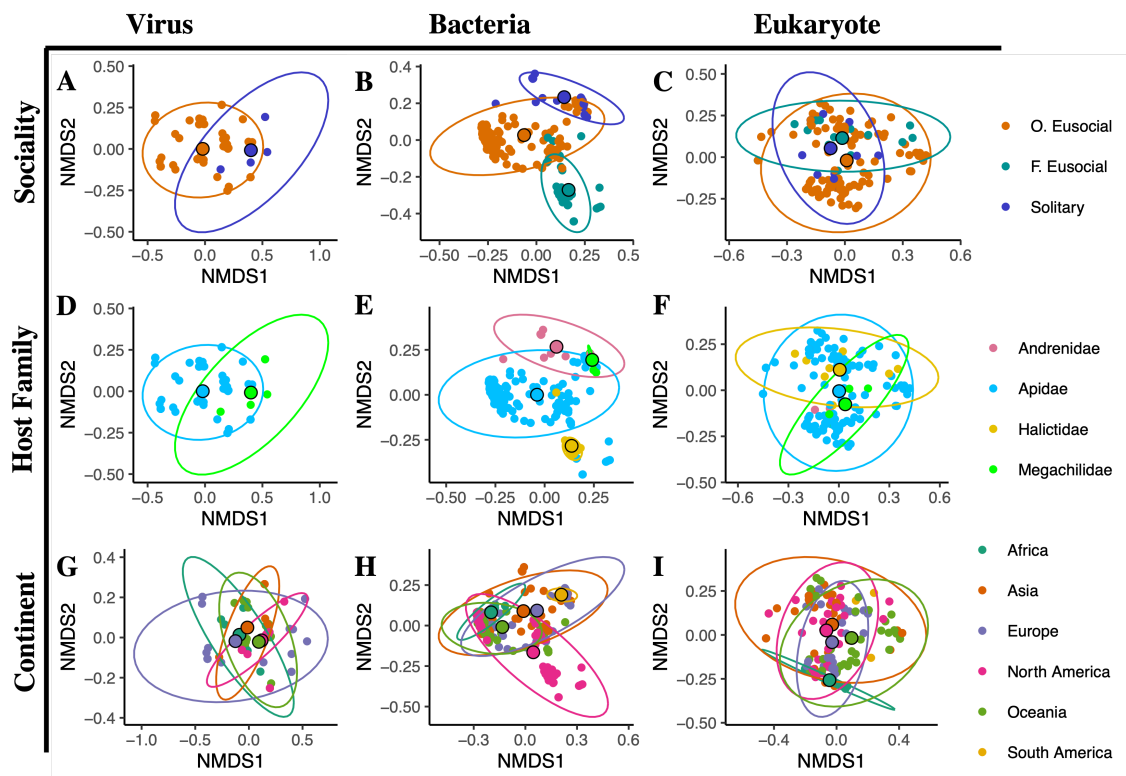 Virus Bacteria Eukaryote
Sociality
A
0.50
0.25
0.00
−0.25
−0.50
NMDS2
−0.5 0.0 0.5 1.0
NMDS1
B
0.4
0.2
0.0
−0.2
−0.4
NMDS2
−0.50 −0.25 0.00 0.25 0.5
NMDS1
C
0.50
0.25
0.00
−0.25
NMDS2
−0.6 −0.3 0.0 0.3 0.6
NMDS1
O. Eusocial
F. Eusocial
Solitary
Host Family
D
0.50
0.25
0.00
−0.25
−0.50
NMDS2
−0.5 0.0 0.5 1.0
NMDS1
E
0.25
0.00
−0.25
NMDS2
−0.50 −0.25 0.00 0.25
NMDS1
F
0.25
0.00
−0.25
−0.50
NMDS2
−0.6 −0.3 0.0 0.3 0.6
NMDS1
Andrenidae
Apidae
Halictidae
Megachilidae
Continent
G
0.4
0.2
0.0
−0.2
−0.4
NMDS2
−1.0 −0.5 0.0 0.5
NMDS1
H
0.25
0.00
−0.25
−0.50
NMDS2
−0.3 0.0 0.3 0.6
NMDS1
I
0.25
0.00
−0.25
−0.50
NMDS2
−0.4 0.0 0.4
NMDS1
Africa
Asia
Europe
North America
Oceania
South America